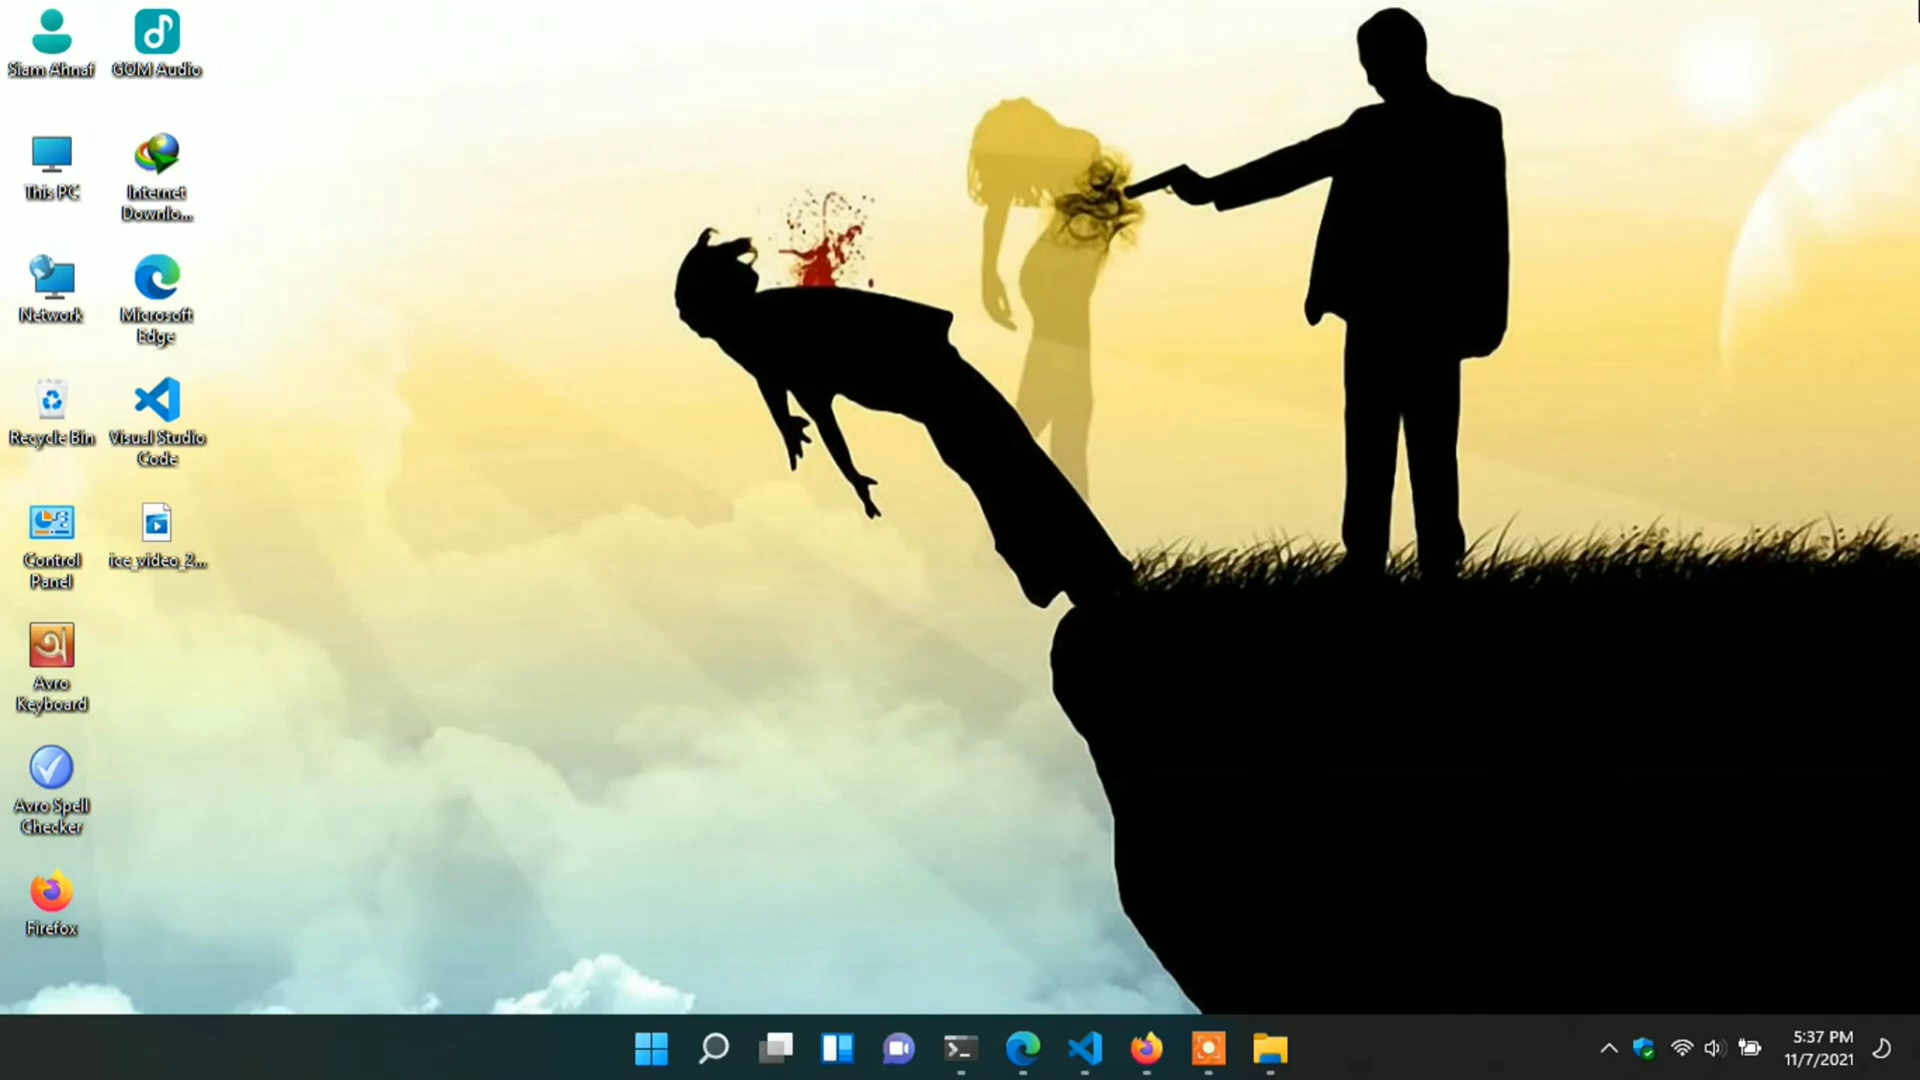 Siam Ahnaf
GOM Audio
This PC
Internet
Downlo...
Network
Microsoft
Edge
Recycle Bin
Visual Studio
Code
Control
Panel
ice_video_2...
Avro
Keyboard
Avro Spell
Checker
Firefox
5:37 PM
11/7/2021